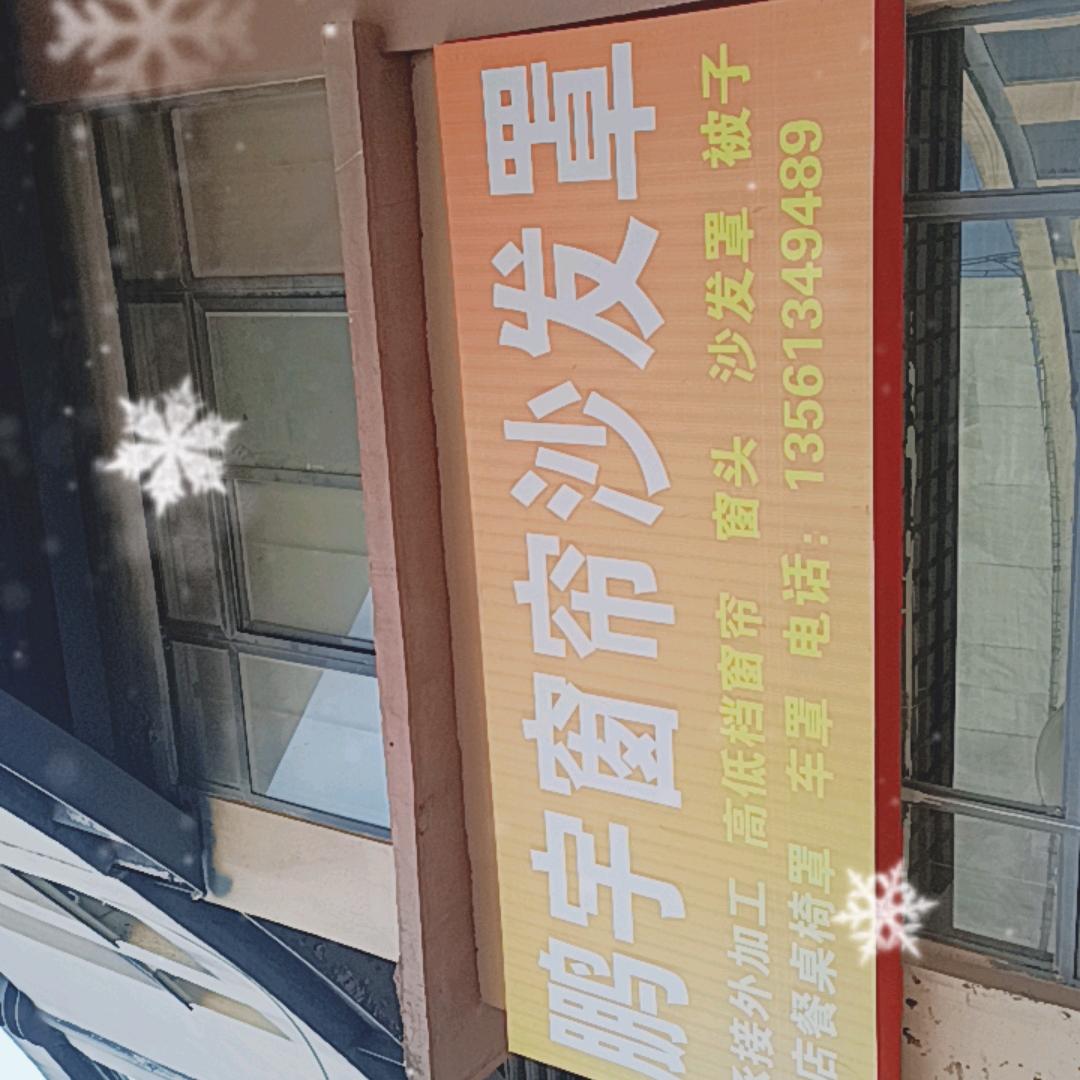 鹏宇窗帘沙发罩
承接外加工 高低档窗帘 窗头 沙发罩 被子
店餐桌椅罩 车罩 电话：13561349489